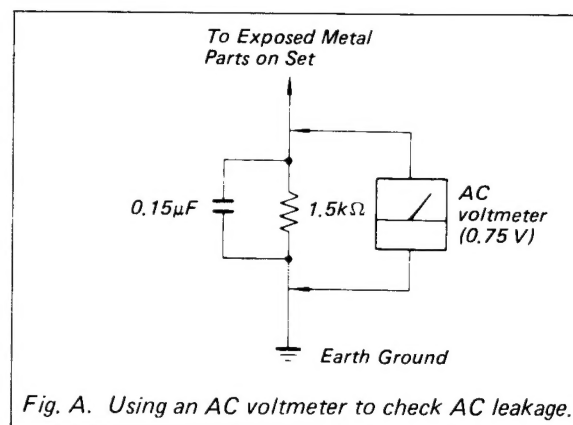 To Exposed Metal
Parts on Set
0.15µF
1.5kΩ
AC
voltmeter
(0.75 V)
Earth Ground
Fig. A. Using an AC voltmeter to check AC leakage.